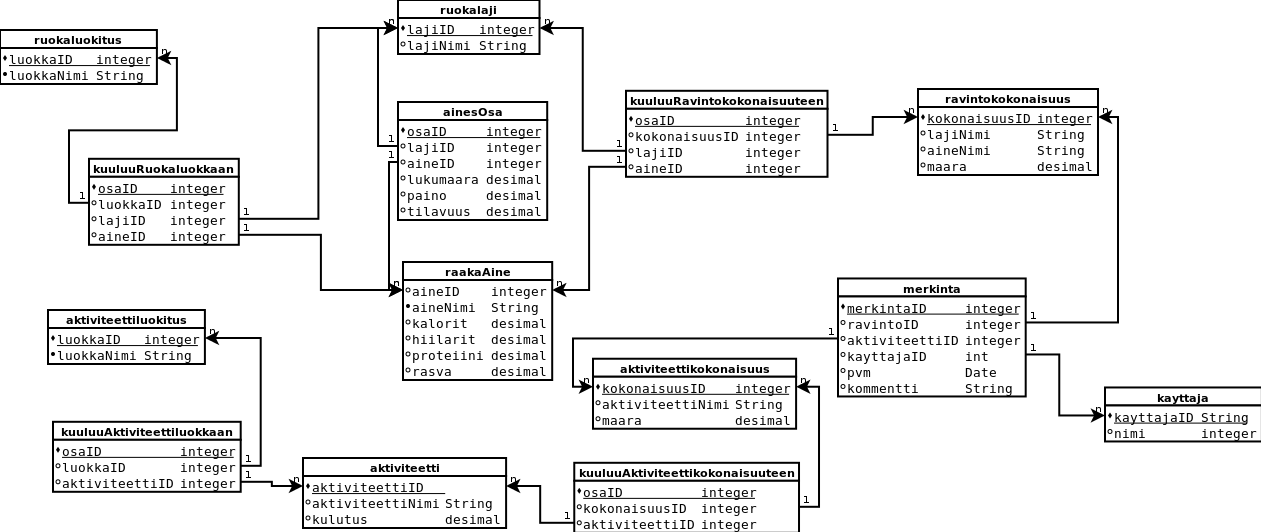 ruokaluokitus
luokkaID integer
luokkaNimi String
n
ruokalaji
lajiID integer
lajiNimi String
n
n
kuuluuRuokaluokkaan
osaID integer
luokkaID integer
lajiID integer
aineID integer
1
1
1
ainesOsa
osaID integer
lajiID integer
aineID integer
lukumaara desimal
paino desimal
tilavuus desimal
1
1
kuuluuRavintokokonaisuuteen
osaID integer
kokonaisuusID integer
lajiID integer
aineID integer
1
1
1
ravintokokonaisuus
kokonaisuusID integer
lajiNimi String
aineNimi String
maara desimal
n
n
raakaAine
aineID integer
aineNimi String
kalorit desimal
hiilarit desimal
proteiini desimal
rasva desimal
n
n
merkinta
merkintaID integer
ravintoID integer
aktiviteettiID integer
kayttajaID int
pvm Date
kommentti String
1
1
1
aktiviteettiluokitus
luokkaID integer
luokkaNimi String
n
aktiviteettikokonaisuus
kokonaisuusID integer
aktiviteettiNimi String
maara desimal
n
n
kayttaja
kayttajaID String
nimi integer
n
kuuluuAktiviteettiluokkaan
osaID integer
luokkaID integer
aktiviteettiID integer
1
1
aktiviteetti
aktiviteettiID
aktiviteettiNimi String
kulutus desimal
n
n
kuuluuAktiviteettikokonaisuuteen
osaID integer
kokonaisuusID integer
aktiviteettiID integer
1
1